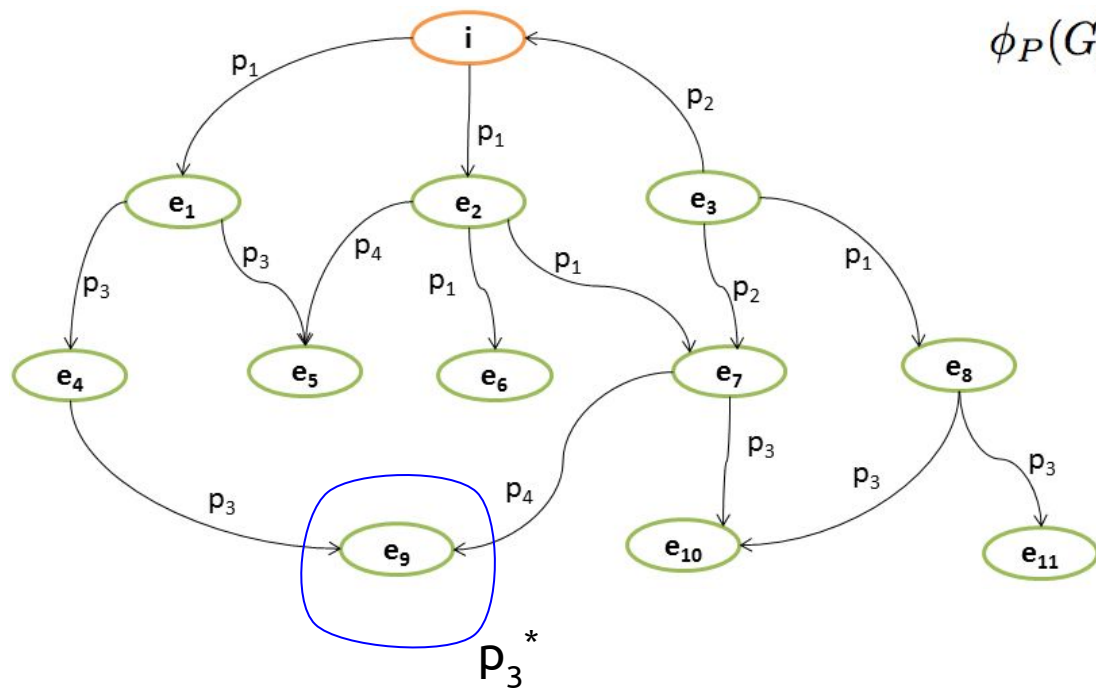 i
ϕ_P(G
p₁
p₁
p₂
e₁
e₂
e₃
p₃
p₃
p₄
p₁
p₁
p₂
p₁
e₄
e₅
e₆
e₇
e₈
p₃
p₄
p₃
p₃
p₃
e₉
e₁₀
e₁₁
p₃*